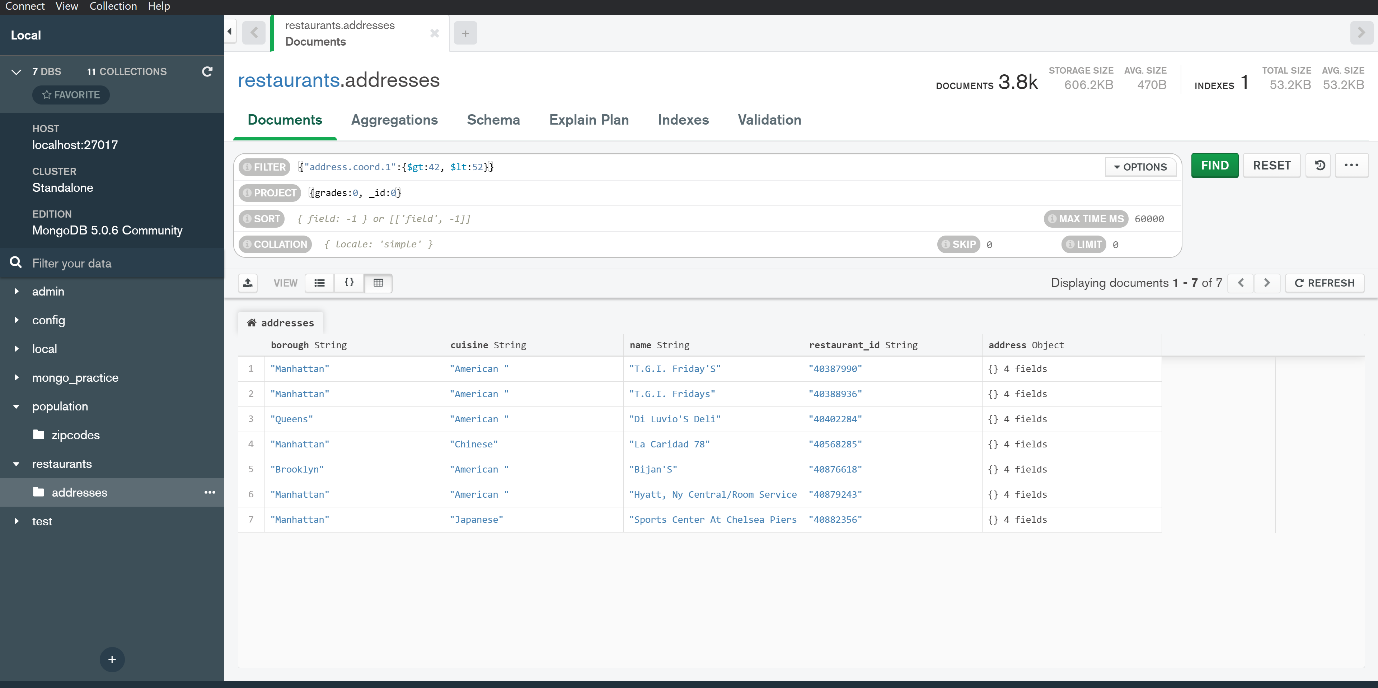 Connect View Collection Help
Local
7 DBS 11 COLLECTIONS
FAVORITE
HOST
localhost:27017
CLUSTER
Standalone
EDITION
MongoDB 5.0.6 Community
Filter your data
admin
config
local
mongo_practice
population
zipcodes
restaurants
addresses
test
restaurants.addresses
Documents
restaurants.addresses
DOCUMENTS 3.8k
STORAGE SIZE
606.2KB
AVG. SIZE
470B
INDEXES 1
TOTAL SIZE
53.2KB
AVG. SIZE
53.2KB
Documents Aggregations Schema Explain Plan Indexes Validation
FILTER {"address.coord.1":{$gt:42, $lt:52}} OPTIONS FIND RESET
PROJECT {grades:0, _id:0}
SORT { field: -1 } or [['field', -1]] MAX TIME MS 60000
COLLATION { locale: 'simple' } SKIP 0 LIMIT 0
VIEW {} Displaying documents 1 - 7 of 7 REFRESH
addresses
borough String cuisine String name String restaurant_id String address Object
1 "Manhattan" "American " "T.G.I. Friday'S" "40387990" {} 4 fields
2 "Manhattan" "American " "T.G.I. Fridays" "40388936" {} 4 fields
3 "Queens" "American " "Di Luvio'S Deli" "40402284" {} 4 fields
4 "Manhattan" "Chinese" "La Caridad 78" "40568285" {} 4 fields
5 "Brooklyn" "American " "Bijan'S" "40876618" {} 4 fields
6 "Manhattan" "American " "Hyatt, Ny Central/Room Service "40879243" {} 4 fields
7 "Manhattan" "Japanese" "Sports Center At Chelsea Piers "40882356" {} 4 fields